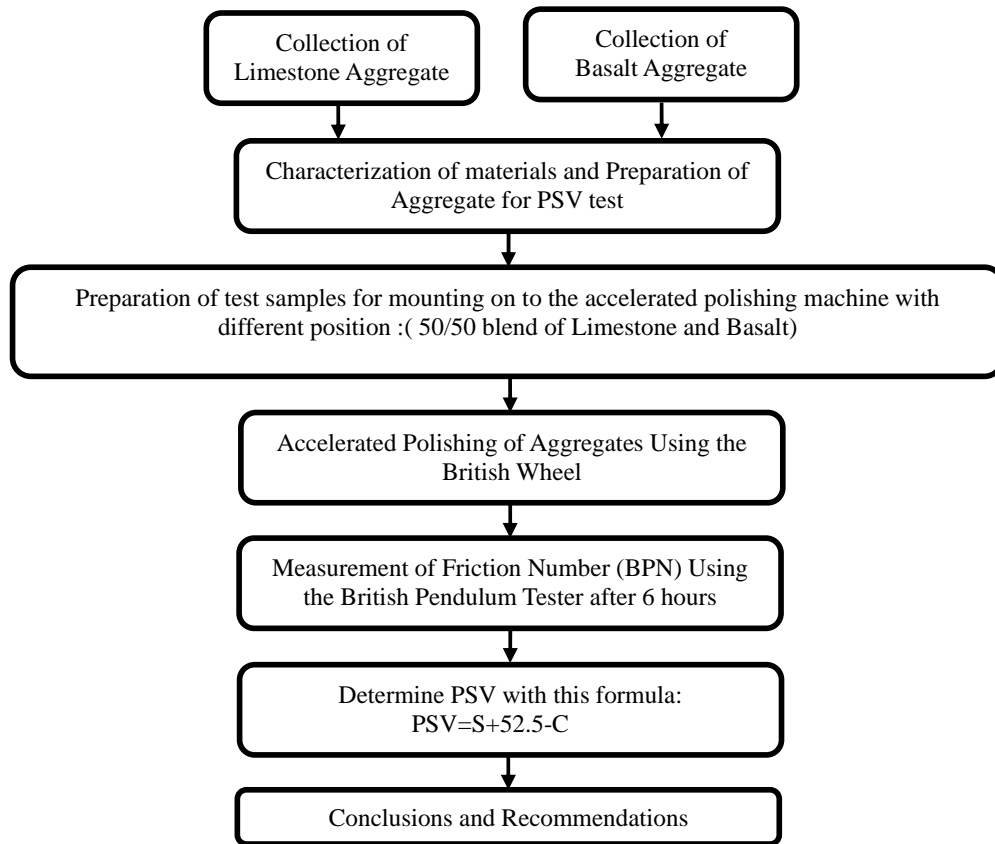 Collection of
Limestone Aggregate
Collection of
Basalt Aggregate
Characterization of materials and Preparation of
Aggregate for PSV test
Preparation of test samples for mounting on to the accelerated polishing machine with
different position :( 50/50 blend of Limestone and Basalt)
Accelerated Polishing of Aggregates Using the
British Wheel
Measurement of Friction Number (BPN) Using
the British Pendulum Tester after 6 hours
Determine PSV with this formula:
PSV=S+52.5-C
Conclusions and Recommendations